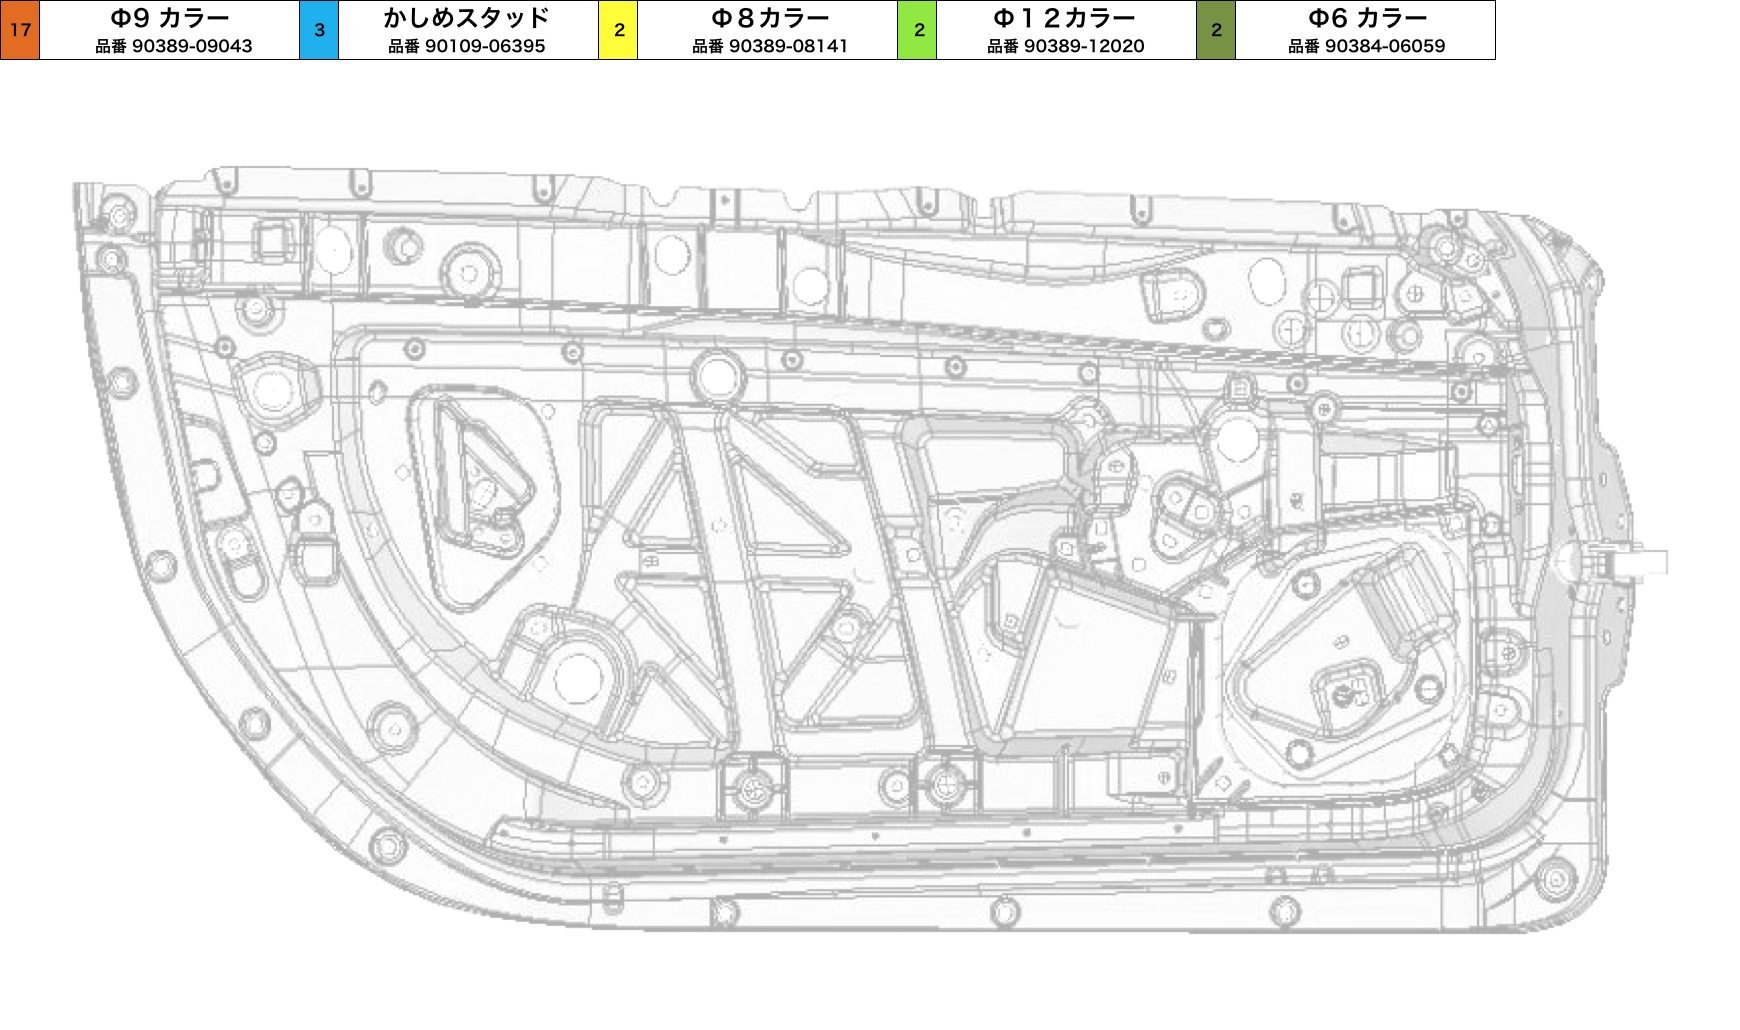 17 Φ9 カラー
品番 90389-09043
3 かしめスタッド
品番 90109-06395
2 Φ８カラー
品番 90389-08141
2 Φ１２カラー
品番 90389-12020
2 Φ6 カラー
品番 90384-06059